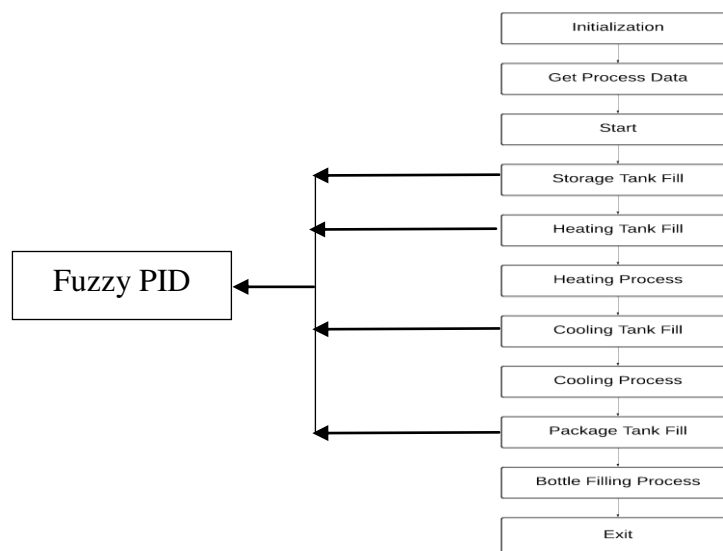 Initialization
Get Process Data
Start
Storage Tank Fill
Heating Tank Fill
Fuzzy PID
Heating Process
Cooling Tank Fill
Cooling Process
Package Tank Fill
Bottle Filling Process
Exit